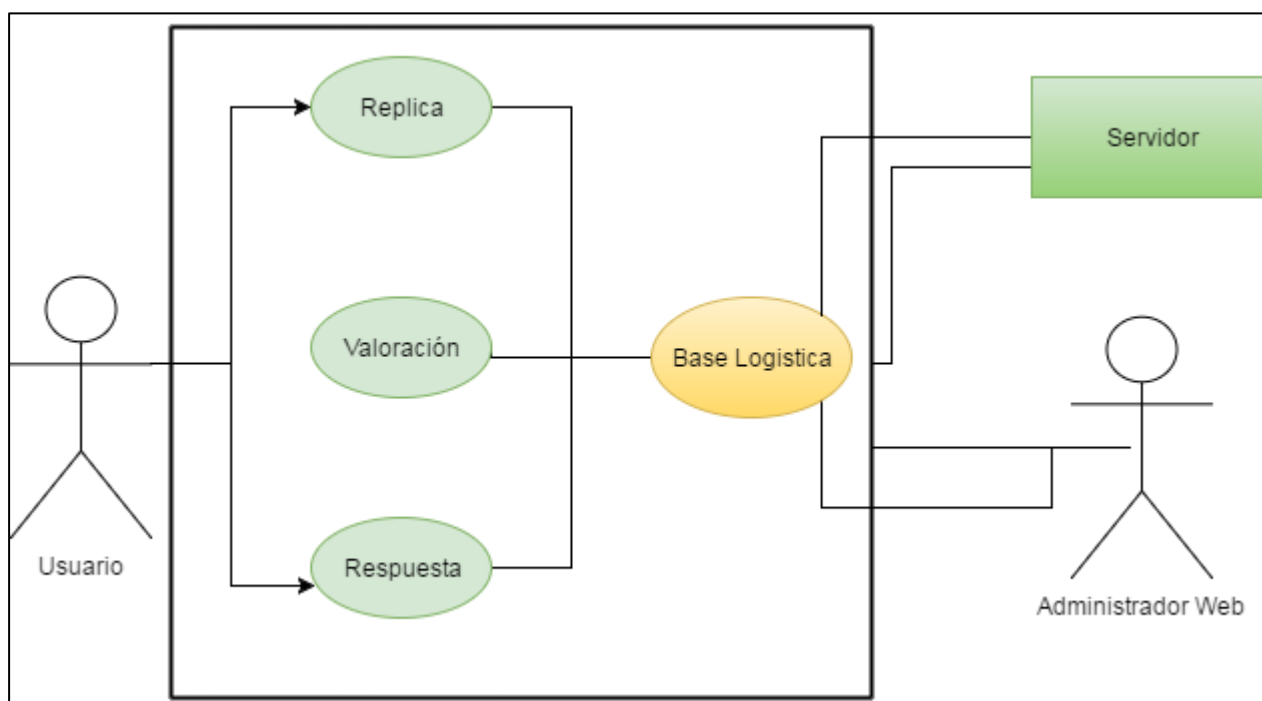 Replica
Servidor
Valoración
Base Logistica
Respuesta
Usuario
Administrador Web